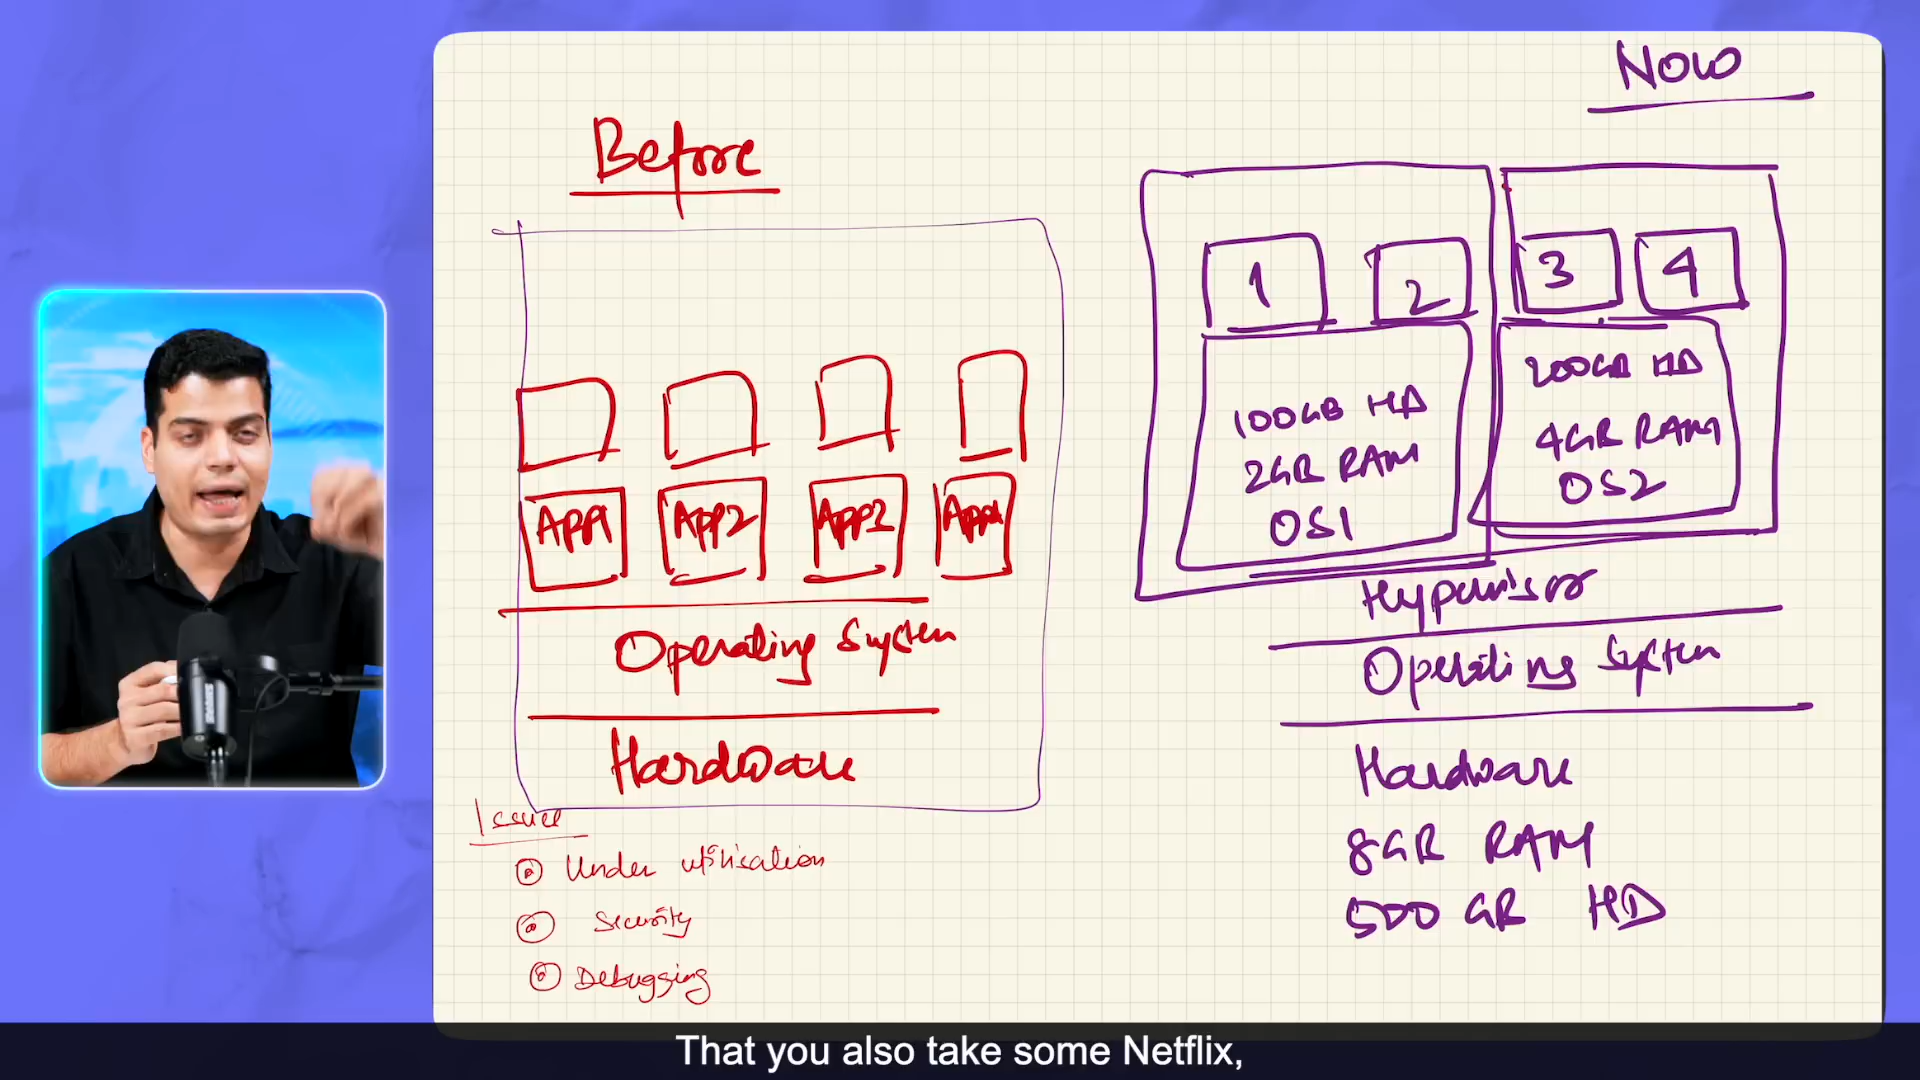 Before
App1 App2 App3 App4
Operating System
Hardware
Issues
Under utilisation
Security
Debugging
Now
1 2 3 4
100GB HD
2GB RAM
OS1
200GB HD
4GB RAM
OS2
Hypervisor
Operating System
Hardware
8GB RAM
500 GB HD
That you also take some Netflix,